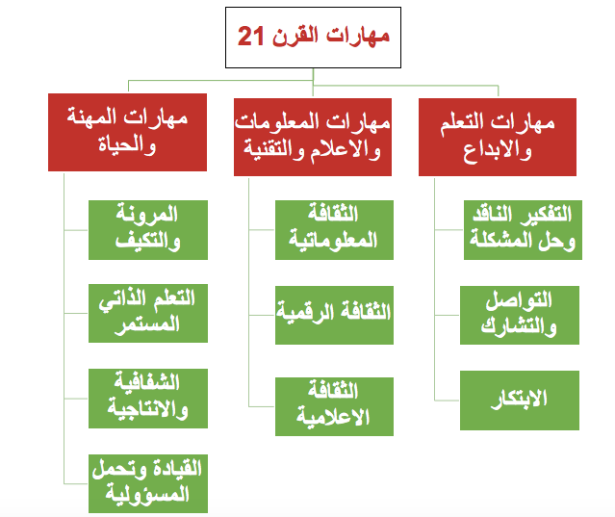 مهارات القرن 21
مهارات التعلم
والابداع
التفكير الناقد
وحل المشكلة
التواصل
والتشارك
الابتكار
مهارات المعلومات
والاعلام والتقنية
الثقافة
المعلوماتية
الثقافة الرقمية
الثقافة
الاعلامية
مهارات المهنة
والحياة
المرونة
والتكيف
التعلم الذاتي
المستمر
الشفافية
والانتاجية
القيادة وتحمل
المسؤولية